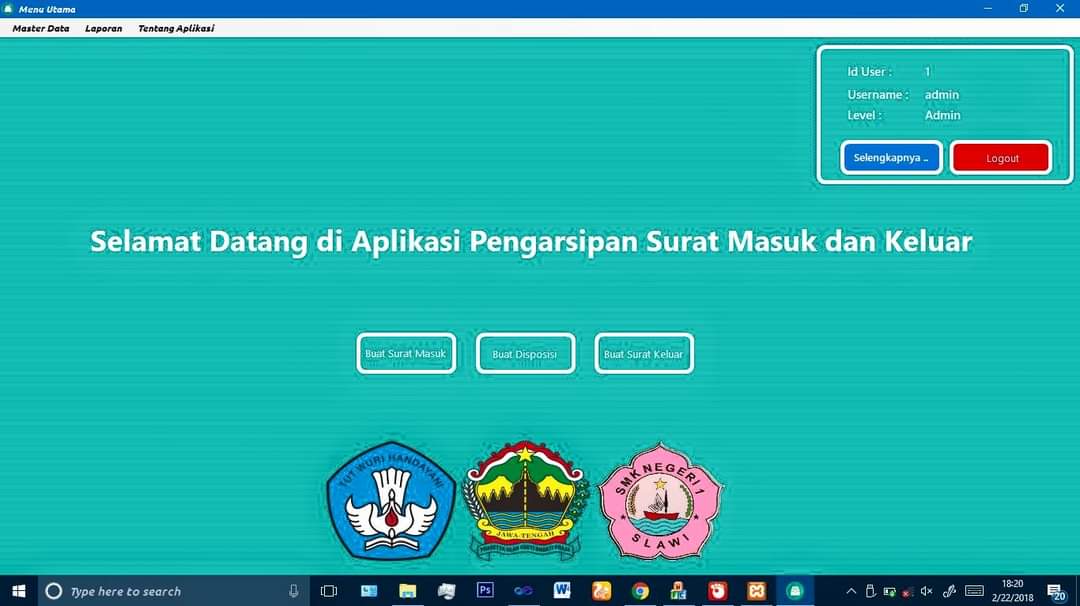 Menu Utama
Master Data Laporan Tentang Aplikasi
Id User : 1
Username : admin
Level : Admin
Selengkapnya .. Logout
Selamat Datang di Aplikasi Pengarsipan Surat Masuk dan Keluar
Buat Surat Masuk Buat Disposisi Buat Surat Keluar
TUT WURI HANDAYANI
JAWA-TENGAH
SMK NEGERI 1
SLAWI
Type here to search
Ps
W
18:20
2/22/2018
20